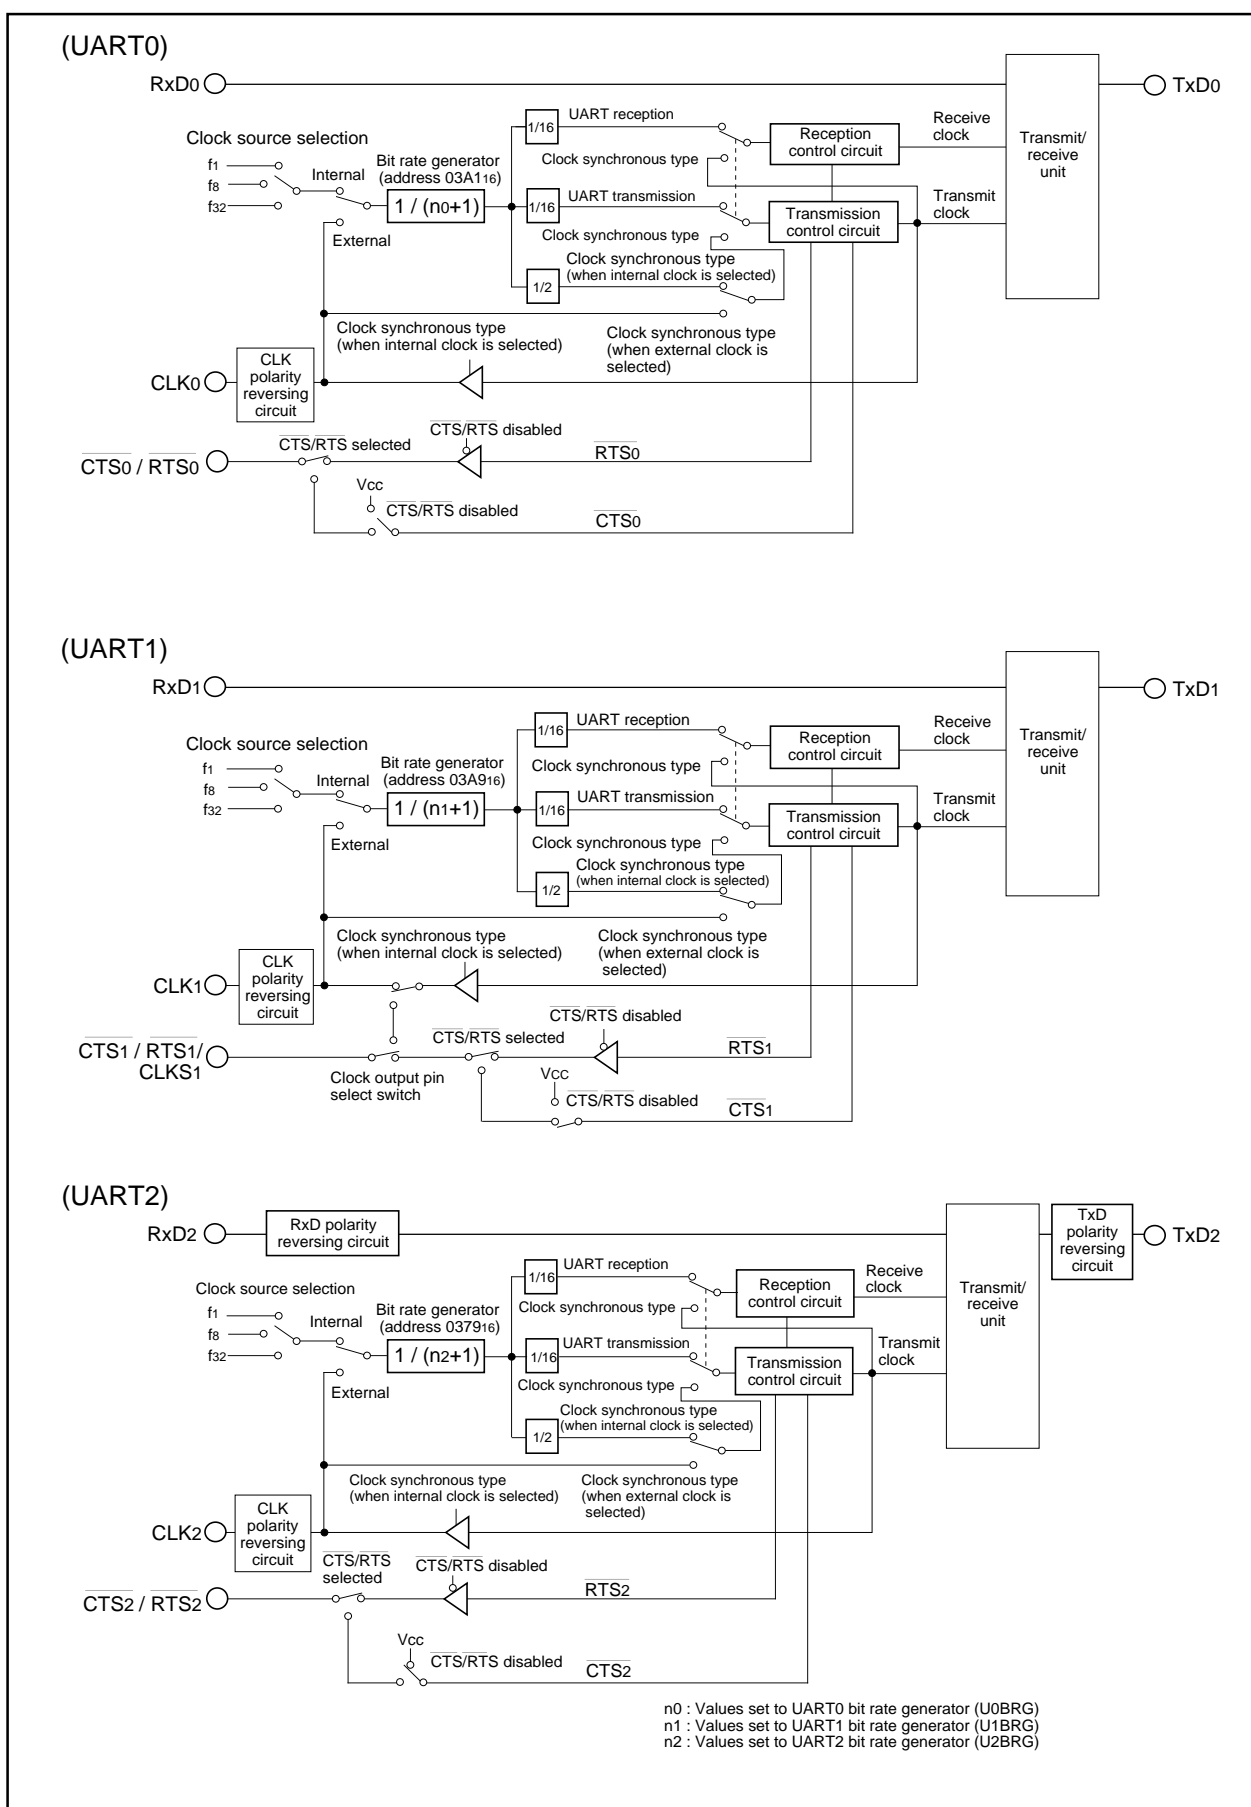 (UART0)
RxD0
TxD0
Clock source selection
f1
f8
f32
Internal
External
Bit rate generator
(address 03A116)
1 / (n0+1)
1/16
UART reception
Clock synchronous type
1/16
UART transmission
Clock synchronous type
Clock synchronous type
(when internal clock is selected)
1/2
Reception
control circuit
Transmission
control circuit
Receive
clock
Transmit
clock
Transmit/
receive
unit
Clock synchronous type
(when internal clock is selected)
Clock synchronous type
(when external clock is
selected)
CLK0
CLK
polarity
reversing
circuit
CTS/RTS selected
CTS/RTS disabled
RTS0
CTS0 / RTS0
Vcc
CTS/RTS disabled
CTS0
(UART1)
RxD1
TxD1
Clock source selection
f1
f8
f32
Internal
External
Bit rate generator
(address 03A916)
1 / (n1+1)
1/16
UART reception
Clock synchronous type
1/16
UART transmission
Clock synchronous type
Clock synchronous type
(when internal clock is selected)
1/2
Reception
control circuit
Transmission
control circuit
Receive
clock
Transmit
clock
Transmit/
receive
unit
Clock synchronous type
(when internal clock is selected)
Clock synchronous type
(when external clock is
selected)
CLK1
CLK
polarity
reversing
circuit
CTS/RTS disabled
CTS/RTS selected
RTS1
CTS1 / RTS1/
CLKS1
Clock output pin
select switch
VCC
CTS/RTS disabled
CTS1
(UART2)
RxD2
RxD polarity
reversing circuit
TxD
polarity
reversing
circuit
TxD2
Clock source selection
f1
f8
f32
Internal
External
Bit rate generator
(address 037916)
1 / (n2+1)
1/16
UART reception
Clock synchronous type
1/16
UART transmission
Clock synchronous type
Clock synchronous type
(when internal clock is selected)
1/2
Reception
control circuit
Transmission
control circuit
Receive
clock
Transmit
clock
Transmit/
receive
unit
Clock synchronous type
(when internal clock is selected)
Clock synchronous type
(when external clock is
selected)
CLK2
CLK
polarity
reversing
circuit
CTS/RTS
selected
CTS/RTS disabled
RTS2
CTS2 / RTS2
Vcc
CTS/RTS disabled
CTS2
n0 : Values set to UART0 bit rate generator (U0BRG)
n1 : Values set to UART1 bit rate generator (U1BRG)
n2 : Values set to UART2 bit rate generator (U2BRG)